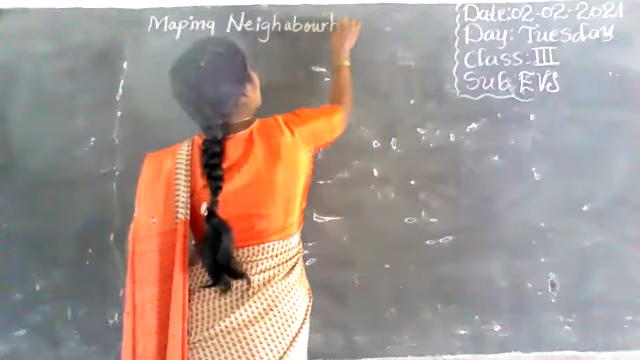 Maping Neighabourh
Date:02-02-2021
Day: Tuesday
Class: III
Sub: EVS